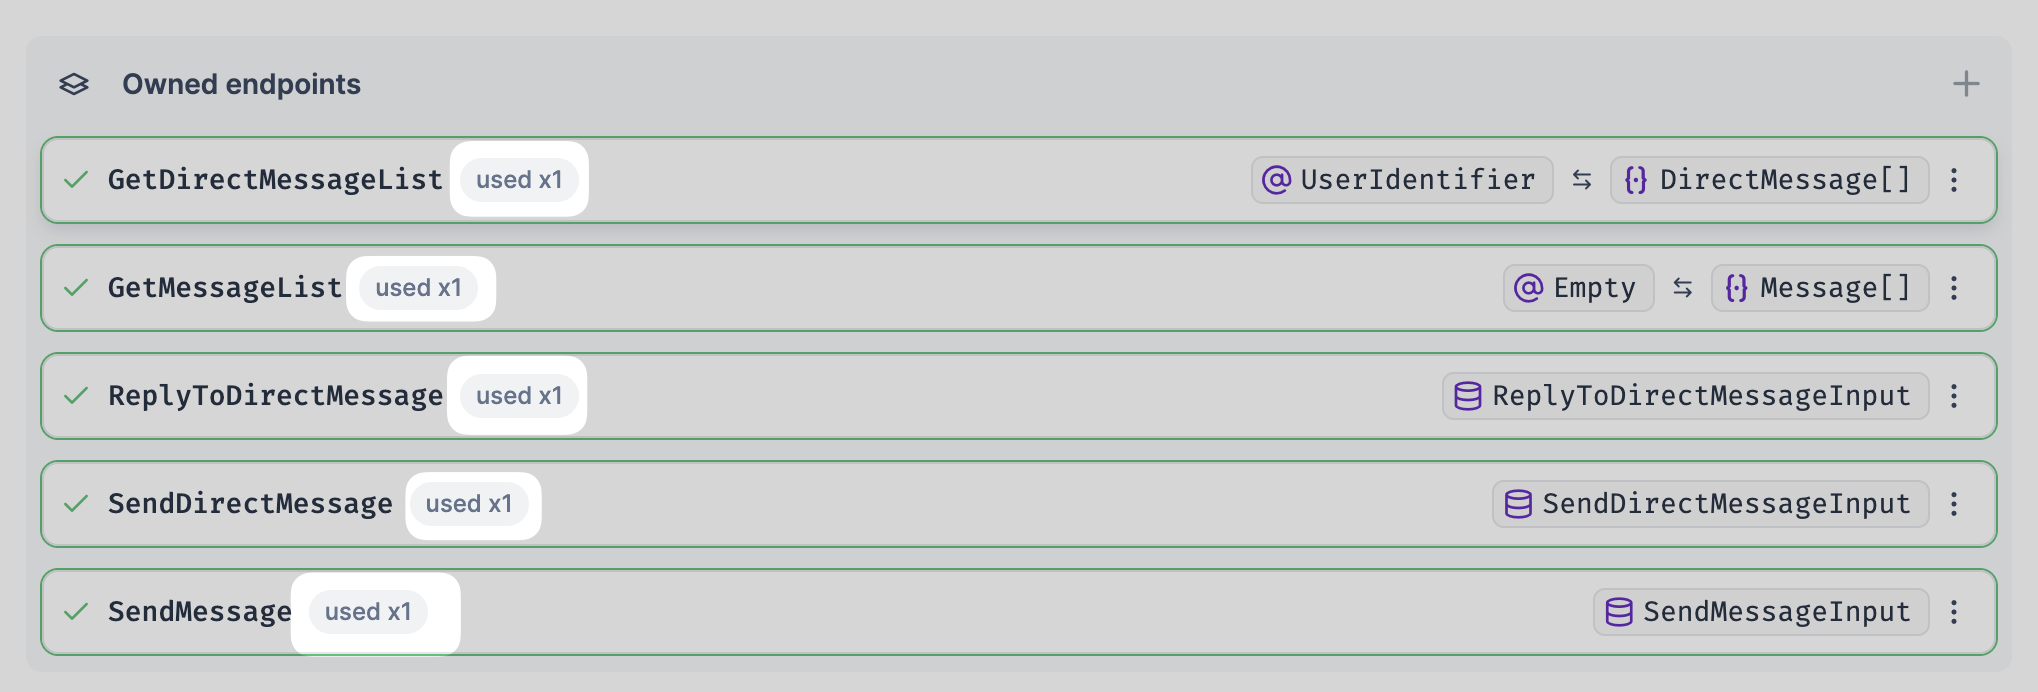 Owned endpoints
GetDirectMessageList used x1 UserIdentifier DirectMessage[]
GetMessageList used x1 Empty Message[]
ReplyToDirectMessage used x1 ReplyToDirectMessageInput
SendDirectMessage used x1 SendDirectMessageInput
SendMessage used x1 SendMessageInput